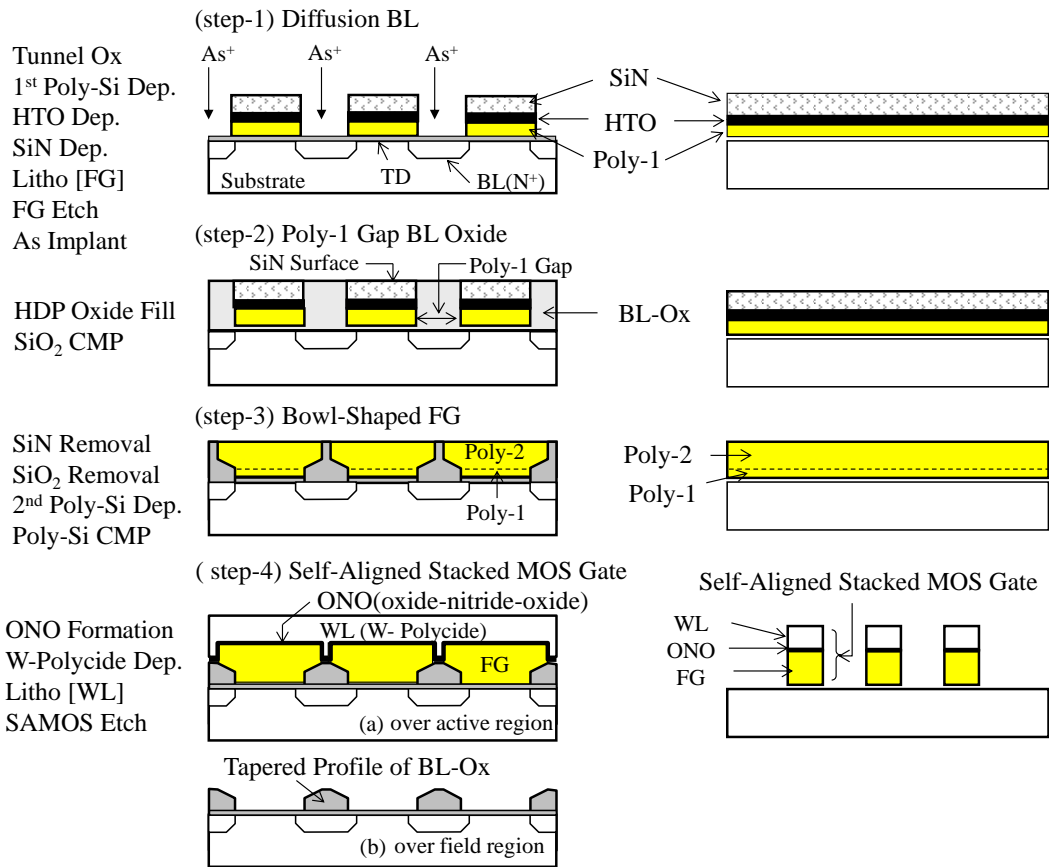 (step-1) Diffusion BL
Tunnel Ox
1st Poly-Si Dep.
HTO Dep.
SiN Dep.
Litho [FG]
FG Etch
As Implant
As+
As+
As+
Substrate
TD
BL(N+)
SiN
HTO
Poly-1
(step-2) Poly-1 Gap BL Oxide
SiN Surface
Poly-1 Gap
HDP Oxide Fill
SiO2 CMP
BL-Ox
(step-3) Bowl-Shaped FG
SiN Removal
SiO2 Removal
2nd Poly-Si Dep.
Poly-Si CMP
Poly-2
Poly-1
Poly-2
Poly-1
( step-4) Self-Aligned Stacked MOS Gate
ONO(oxide-nitride-oxide)
WL (W- Polycide)
FG
(a) over active region
ONO Formation
W-Polycide Dep.
Litho [WL]
SAMOS Etch
Self-Aligned Stacked MOS Gate
WL
ONO
FG
Tapered Profile of BL-Ox
(b) over field region